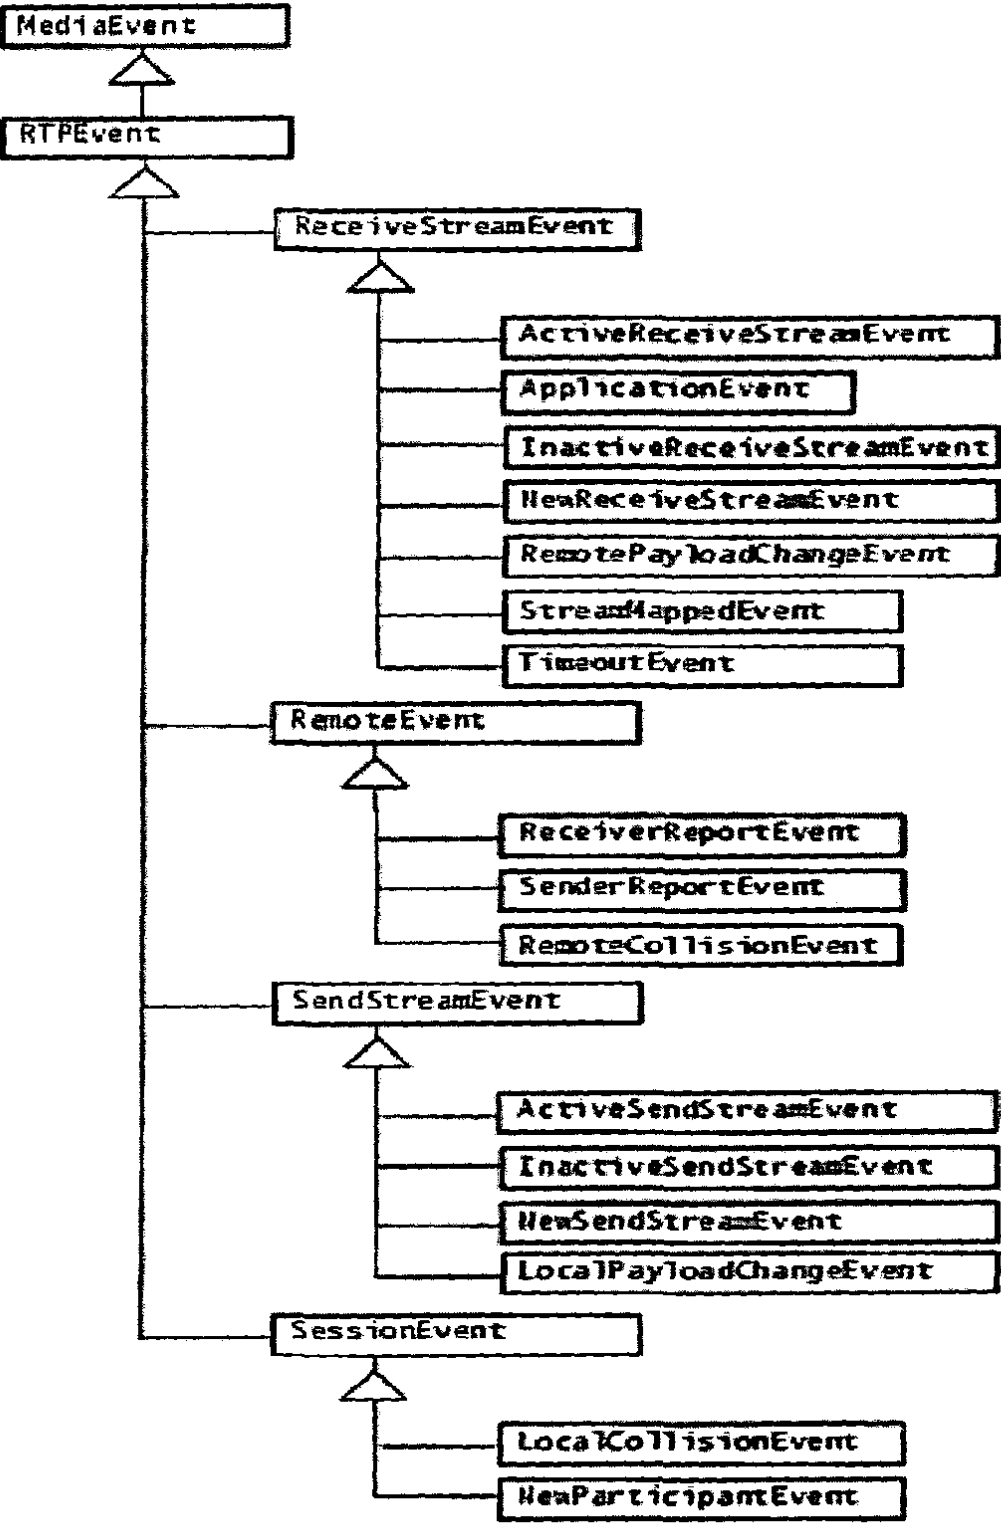 MediaEvent
RTPEvent
ReceiveStreamEvent
ActiveReceiveStreamEvent
ApplicationEvent
InactiveReceiveStreamEvent
NewReceiveStreamEvent
RemotePayloadChangeEvent
StreamMappedEvent
TimeoutEvent
RemoteEvent
ReceiverReportEvent
SenderReportEvent
RemoteCollisionEvent
SendStreamEvent
ActiveSendStreamEvent
InactiveSendStreamEvent
NewSendStreamEvent
LocalPayloadChangeEvent
SessionEvent
LocalCollisionEvent
NewParticipantEvent